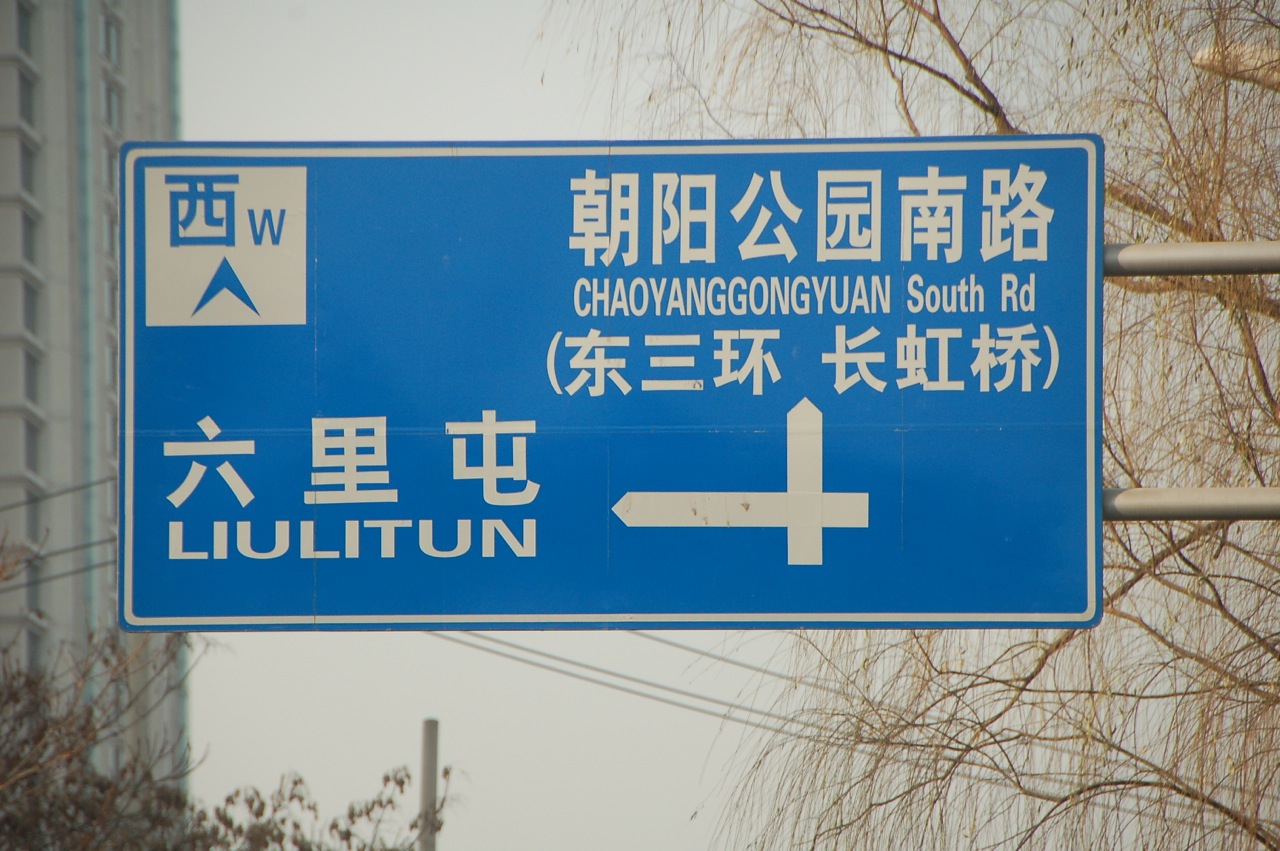 西 W
朝阳公园南路
CHAOYANGGONGYUAN South Rd
(东三环 长虹桥)
六里屯
LIULITUN